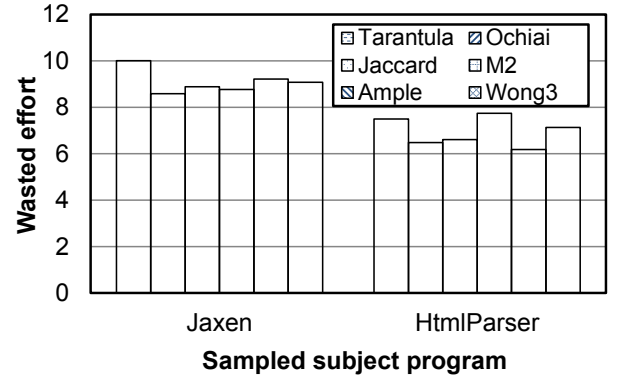 12
10
8
6
4
2
0
Wasted effort
Tarantula Ochiai
Jaccard M2
Ample Wong3
Jaxen HtmlParser
Sampled subject program